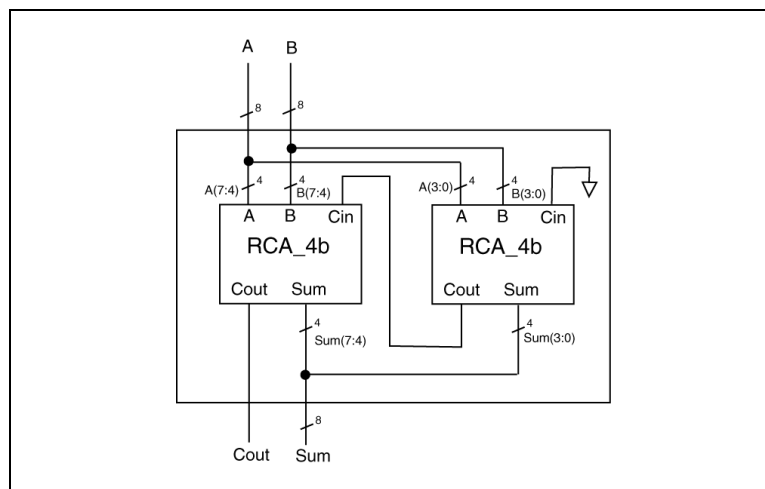 A B
8 8
4 4 4 4
A(7:4) B(7:4) A(3:0) B(3:0)
A B Cin A B Cin
RCA_4b RCA_4b
Cout Sum Cout Sum
4 4
Sum(7:4) Sum(3:0)
8
Cout Sum